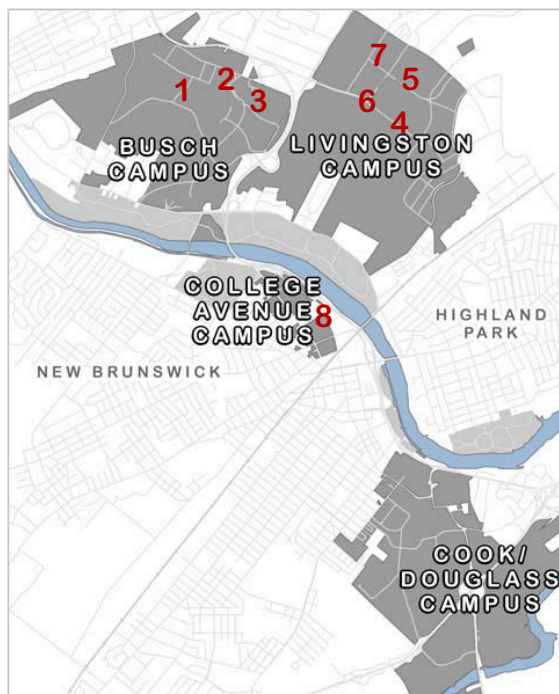 7
2
5
1
3
6
4
BUSCH
CAMPUS
LIVINGSTON
CAMPUS
COLLEGE
AVENUE
CAMPUS
8
HIGHLAND
PARK
NEW BRUNSWICK
COOK/
DOUGLASS
CAMPUS